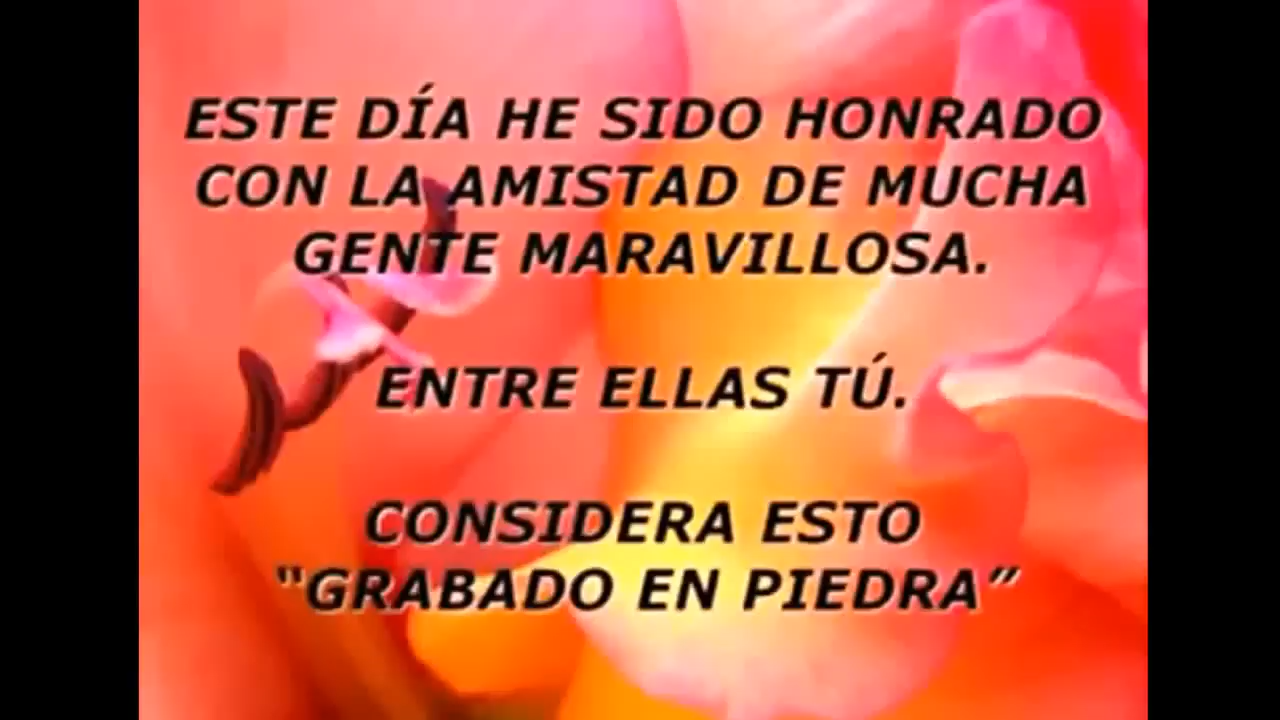 ESTE DÍA HE SIDO HONRADO
CON LA AMISTAD DE MUCHA
GENTE MARAVILLOSA.
ENTRE ELLAS TÚ.
CONSIDERA ESTO
“GRABADO EN PIEDRA”